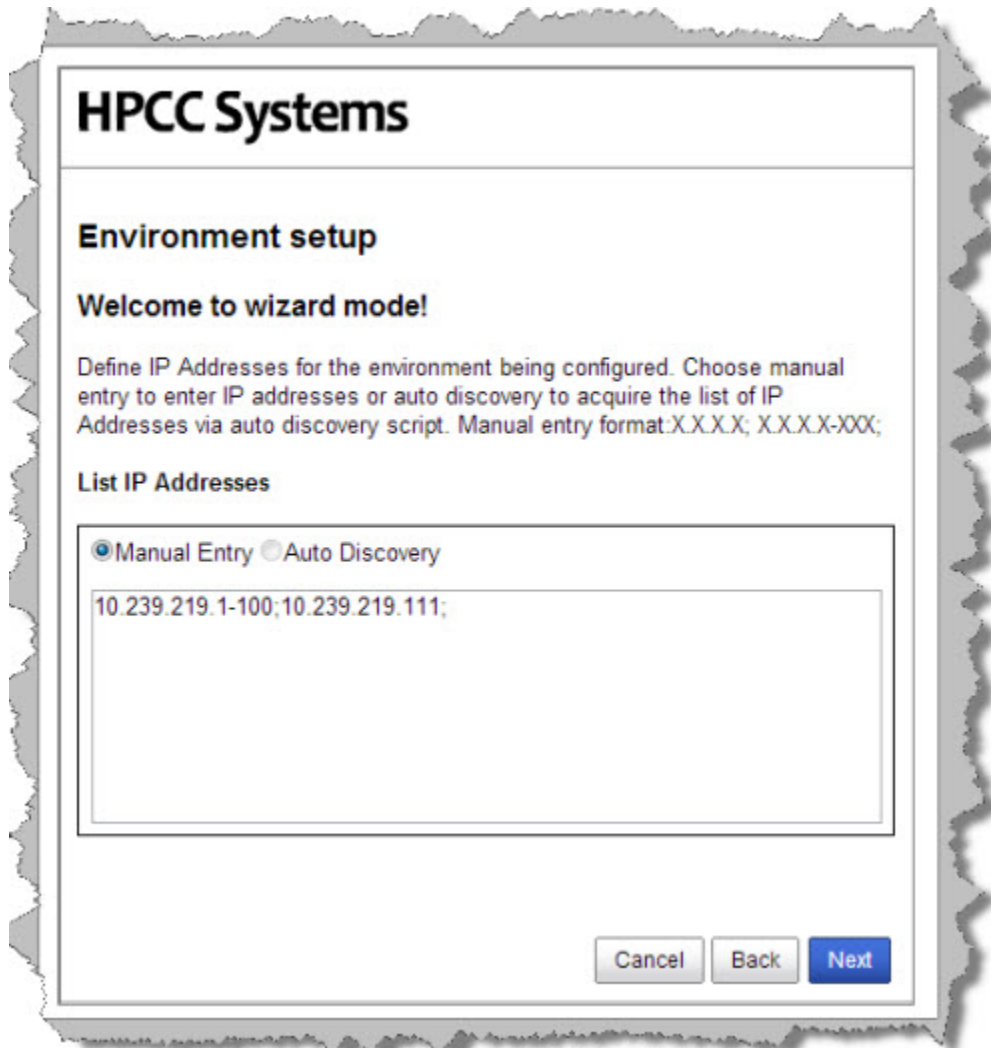 HPCC Systems
Environment setup
Welcome to wizard mode!
Define IP Addresses for the environment being configured. Choose manual
entry to enter IP addresses or auto discovery to acquire the list of IP
Addresses via auto discovery script. Manual entry format:X.X.X.X; X.X.X.X-XXX;
List IP Addresses
Manual Entry Auto Discovery
10.239.219.1-100;10.239.219.111;
Cancel Back Next